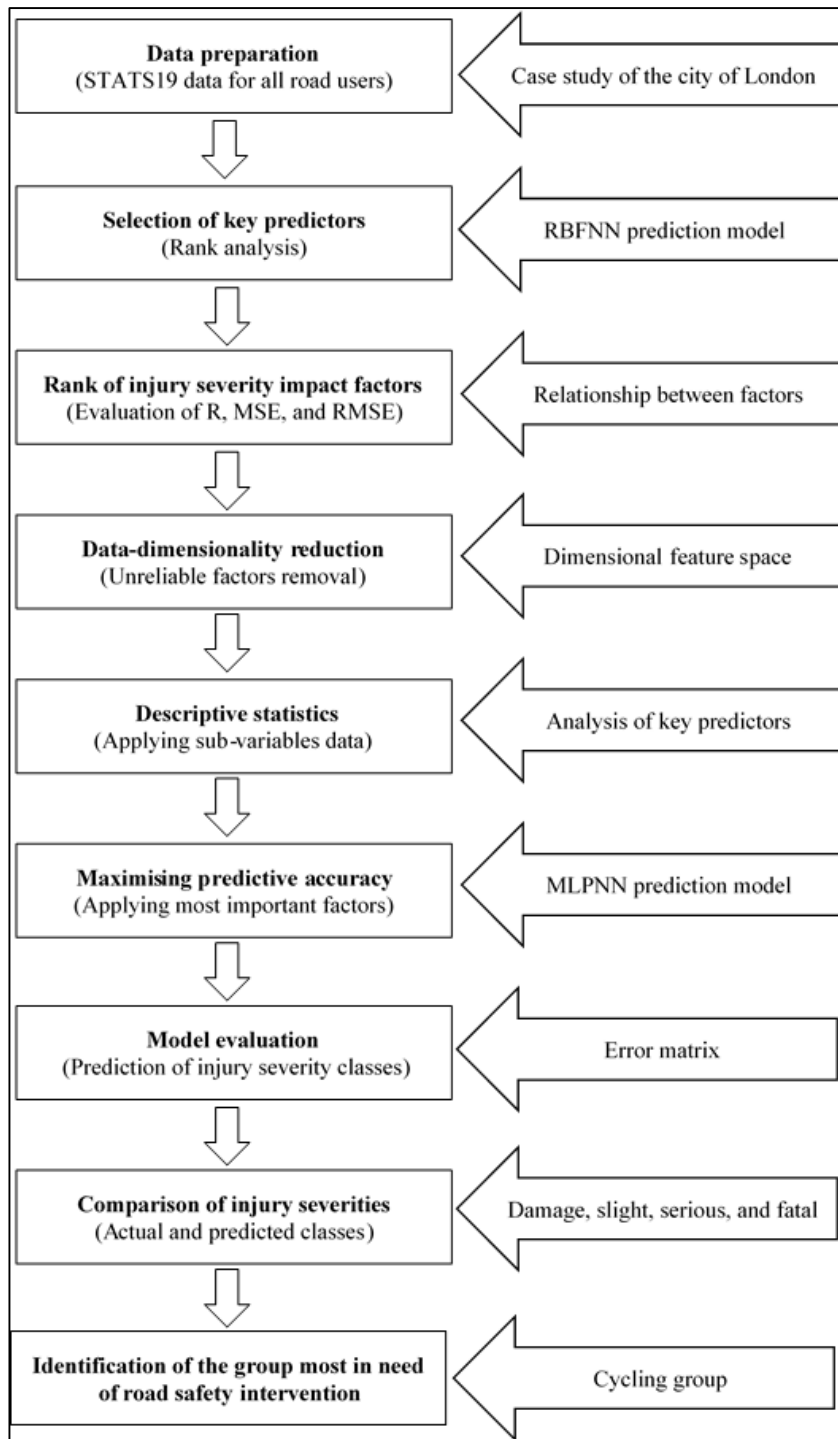 Data preparation
(STATS19 data for all road users)
Case study of the city of London
Selection of key predictors
(Rank analysis)
RBFNN prediction model
Rank of injury severity impact factors
(Evaluation of R, MSE, and RMSE)
Relationship between factors
Data-dimensionality reduction
(Unreliable factors removal)
Dimensional feature space
Descriptive statistics
(Applying sub-variables data)
Analysis of key predictors
Maximising predictive accuracy
(Applying most important factors)
MLPNN prediction model
Model evaluation
(Prediction of injury severity classes)
Error matrix
Comparison of injury severities
(Actual and predicted classes)
Damage, slight, serious, and fatal
Identification of the group most in need
of road safety intervention
Cycling group